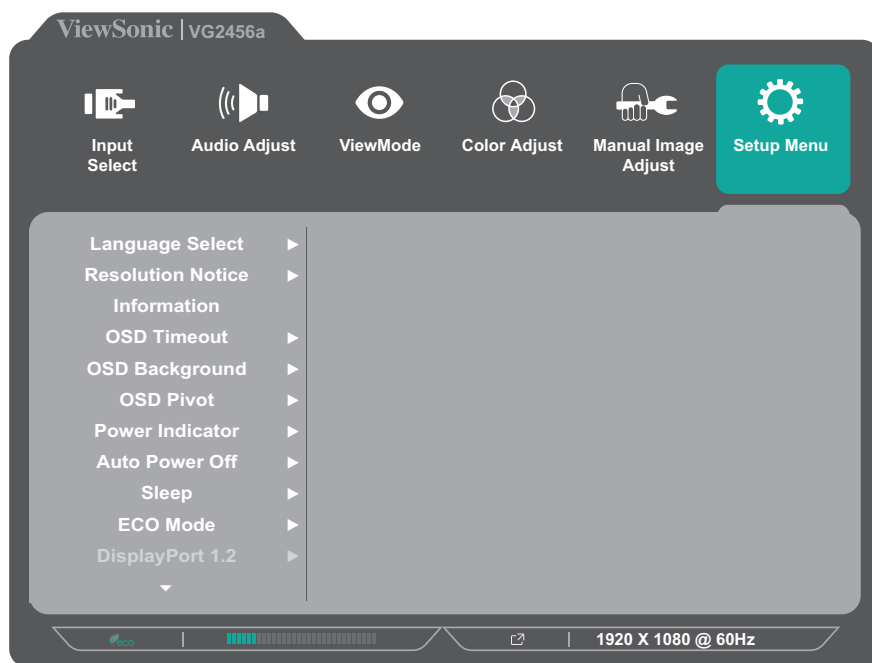 ViewSonic | VG2456a
Input
Select
Audio Adjust
ViewMode
Color Adjust
Manual Image
Adjust
Setup Menu
Language Select
Resolution Notice
Information
OSD Timeout
OSD Background
OSD Pivot
Power Indicator
Auto Power Off
Sleep
ECO Mode
DisplayPort 1.2
eco
1920 X 1080 @ 60Hz